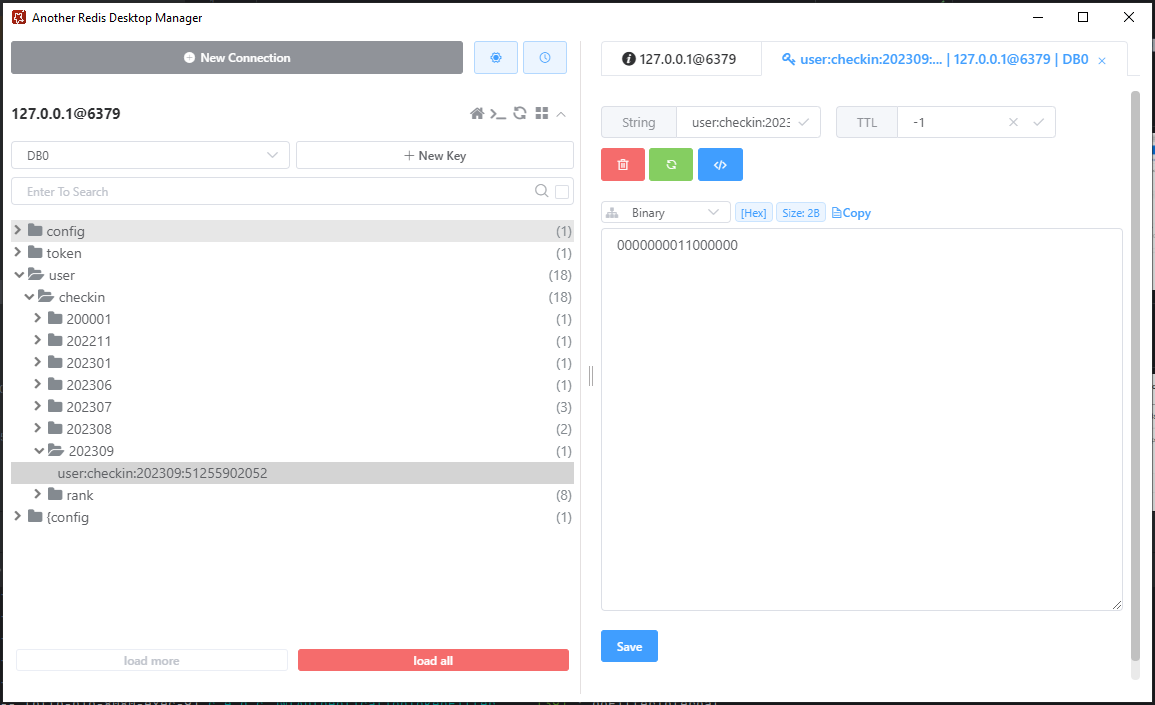 Another Redis Desktop Manager
New Connection
127.0.0.1@6379
DB0
+ New Key
Enter To Search
config (1)
token (1)
user (18)
checkin (18)
200001 (1)
202211 (1)
202301 (1)
202306 (1)
202307 (3)
202308 (2)
202309 (1)
user:checkin:202309:51255902052
rank (8)
{config (1)
load more
load all
127.0.0.1@6379
user:checkin:202309:... | 127.0.0.1@6379 | DB0
String user:checkin:2023
TTL -1
Binary [Hex] Size: 2B Copy
0000000011000000
Save